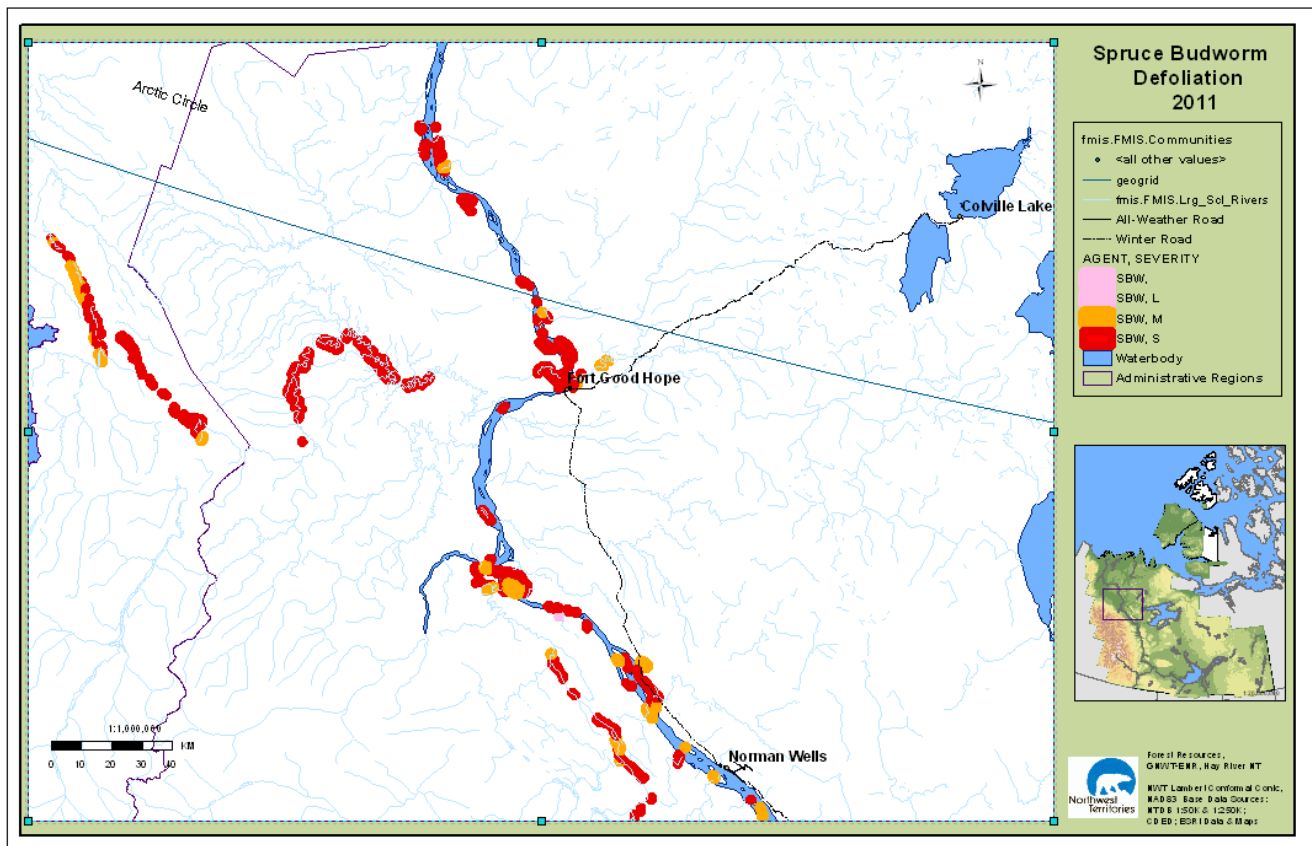 Spruce Budworm
Defoliation
2011
fmis.FMIS.Communities
<all other values>
geogrid
fmis.FMIS.Lrg_Scl_Rivers
All-Weather Road
Winter Road
AGENT, SEVERITY
SBW,
SBW, L
SBW, M
SBW, S
Waterbody
Administrative Regions
Arctic Circle
N
Colville Lake
Fort Good Hope
Norman Wells
1:1,000,000
KM
0 10 20 30 40
Northwest
Territories
Forest Resources,
GNWT-ENR, Hay River NT
NWT Lambert Conformal Conic,
NAD83 Base Data Sources:
NTDB 1:50K & 1:250K;
CDED; ESRI Data & Maps